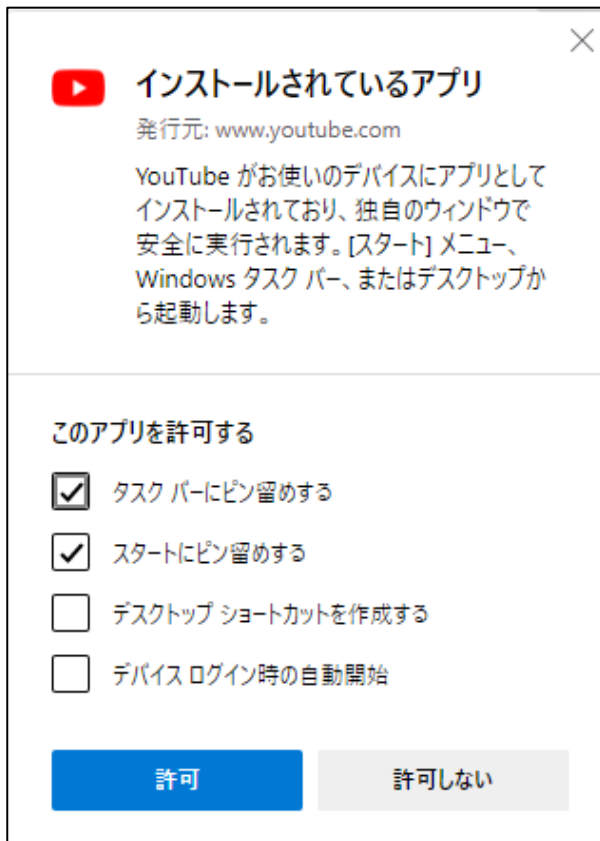 インストールされているアプリ
発行元: www.youtube.com
YouTube がお使いのデバイスにアプリとして
インストールされており、独自のウィンドウで
安全に実行されます。[スタート] メニュー、
Windows タスク バー、またはデスクトップか
ら起動します。
このアプリを許可する
タスク バーにピン留めする
スタートにピン留めする
デスクトップ ショートカットを作成する
デバイス ログイン時の自動開始
許可
許可しない